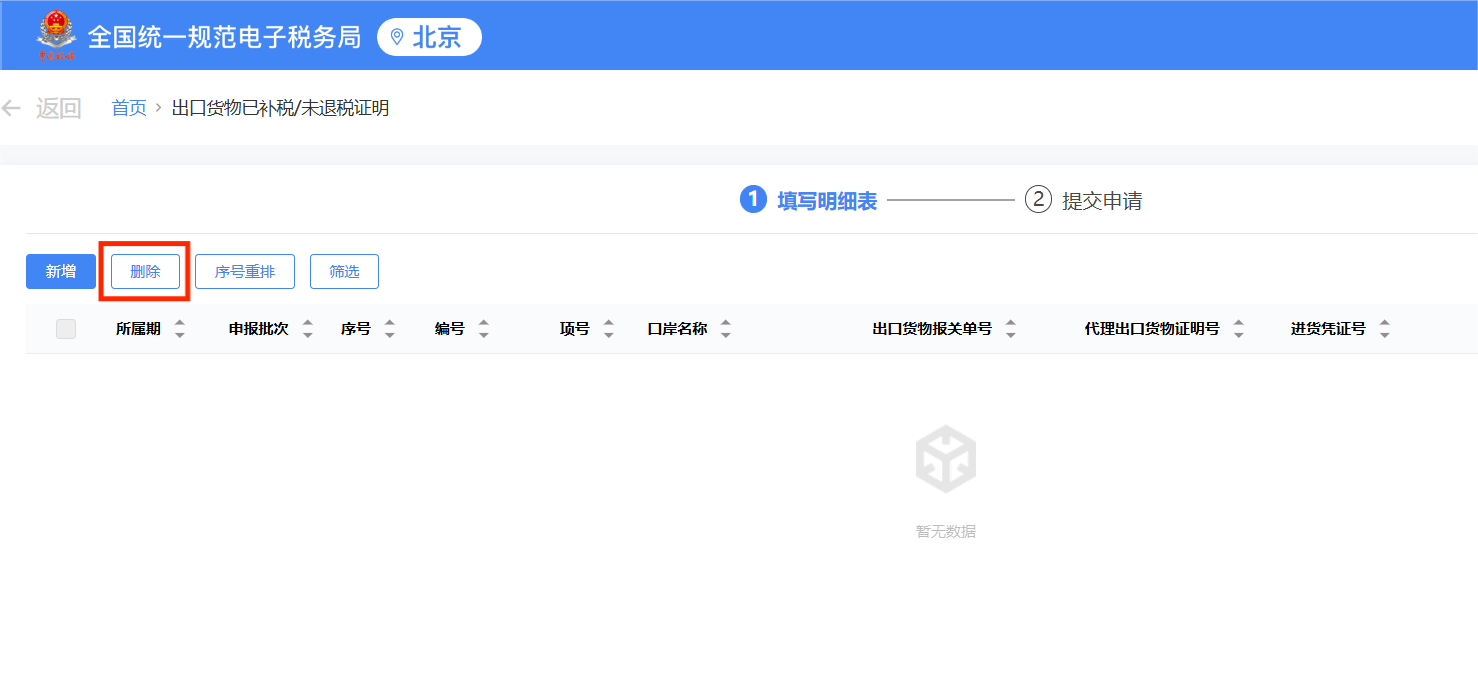 全国统一规范电子税务局 北京
返回 首页 > 出口货物已补税/未退税证明
1 填写明细表 2 提交申请
新增 删除 序号重排 筛选
所属期 申报批次 序号 编号 项号 口岸名称 出口货物报关单号 代理出口货物证明号 进货凭证号
暂无数据